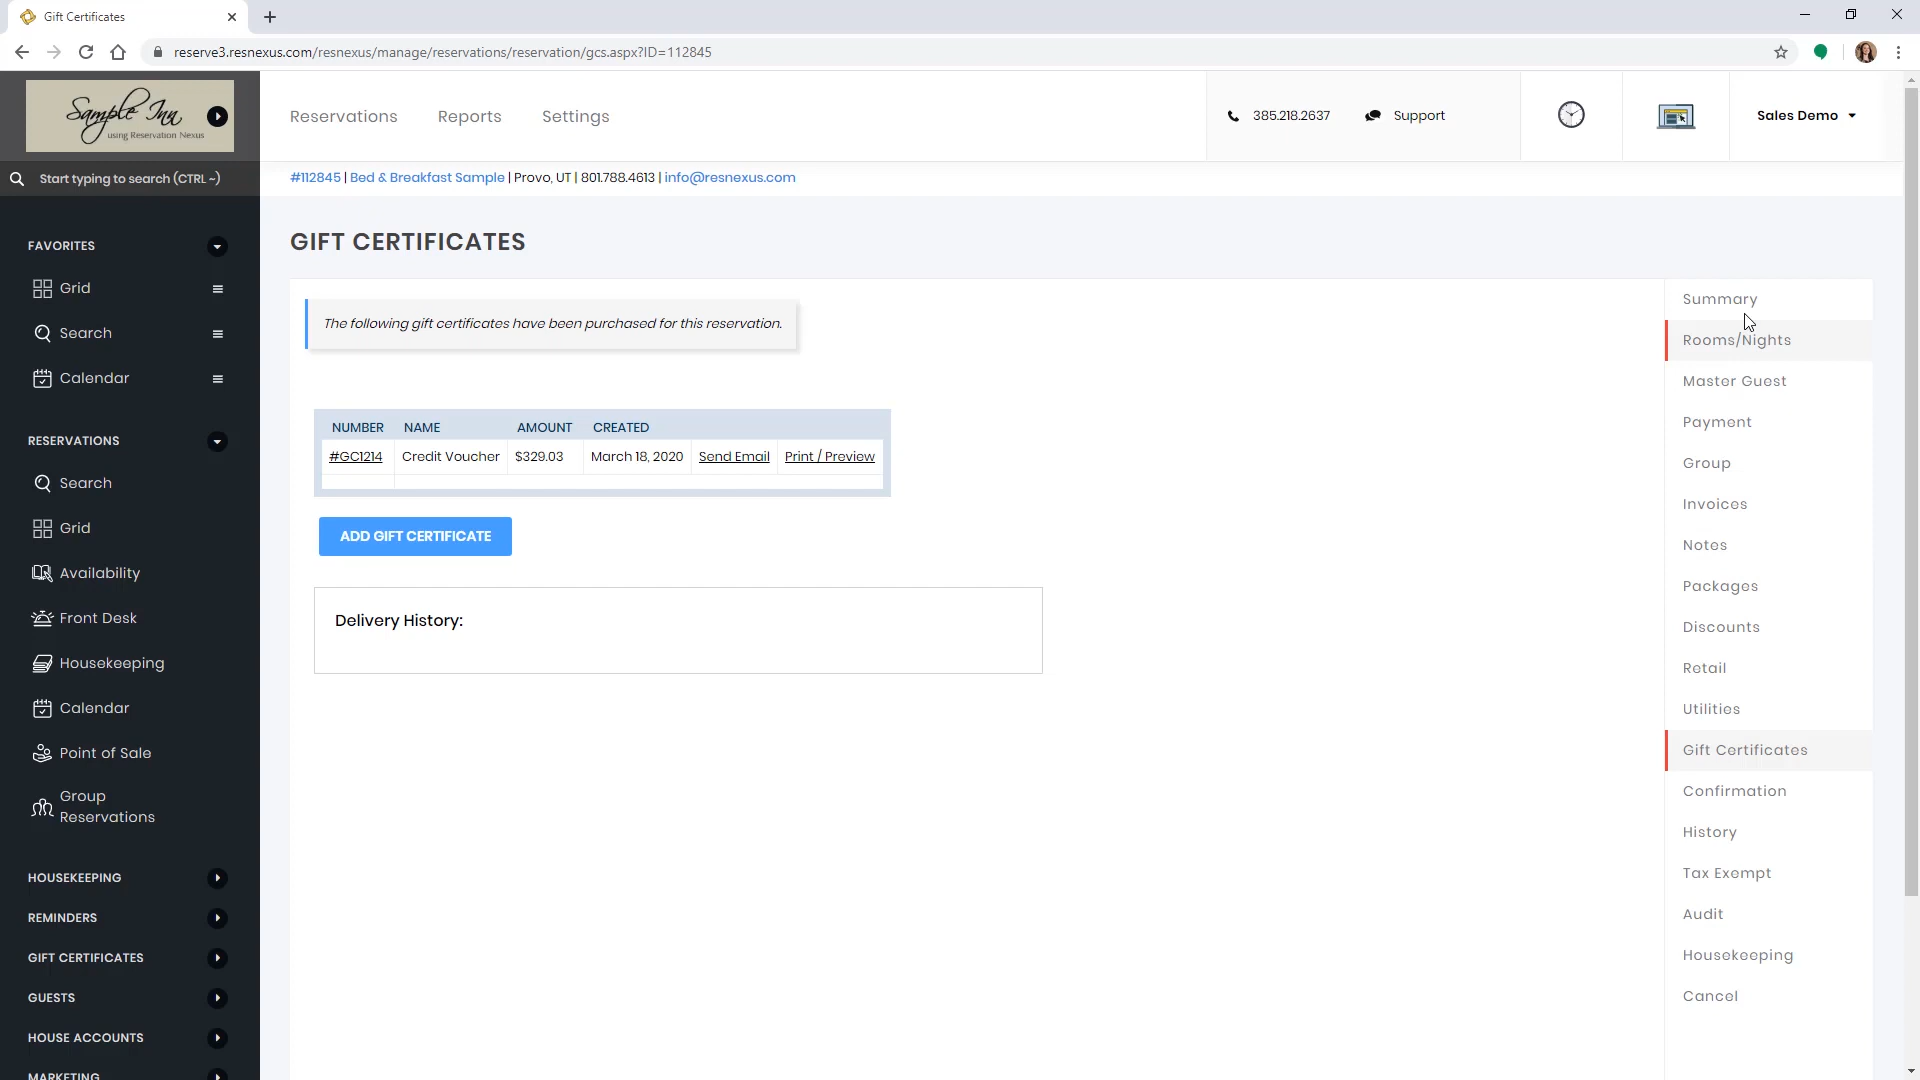 Gift Certificates
reserve3.resnexus.com/resnexus/manage/reservations/reservation/gcs.aspx?ID=112845
Sample Inn
using Reservation Nexus
Reservations
Reports
Settings
385.218.2637
Support
Sales Demo
Start typing to search (CTRL ~)
#112845 | Bed & Breakfast Sample | Provo, UT | 801.788.4613 | info@resnexus.com
FAVORITES
Grid
Search
Calendar
RESERVATIONS
Search
Grid
Availability
Front Desk
Housekeeping
Calendar
Point of Sale
Group
Reservations
HOUSEKEEPING
REMINDERS
GIFT CERTIFICATES
GUESTS
HOUSE ACCOUNTS
MARKETING
GIFT CERTIFICATES
The following gift certificates have been purchased for this reservation.
NUMBER NAME AMOUNT CREATED
#GC1214 Credit Voucher $329.03 March 18, 2020 Send Email Print / Preview
ADD GIFT CERTIFICATE
Delivery History:
Summary
Rooms/Nights
Master Guest
Payment
Group
Invoices
Notes
Packages
Discounts
Retail
Utilities
Gift Certificates
Confirmation
History
Tax Exempt
Audit
Housekeeping
Cancel